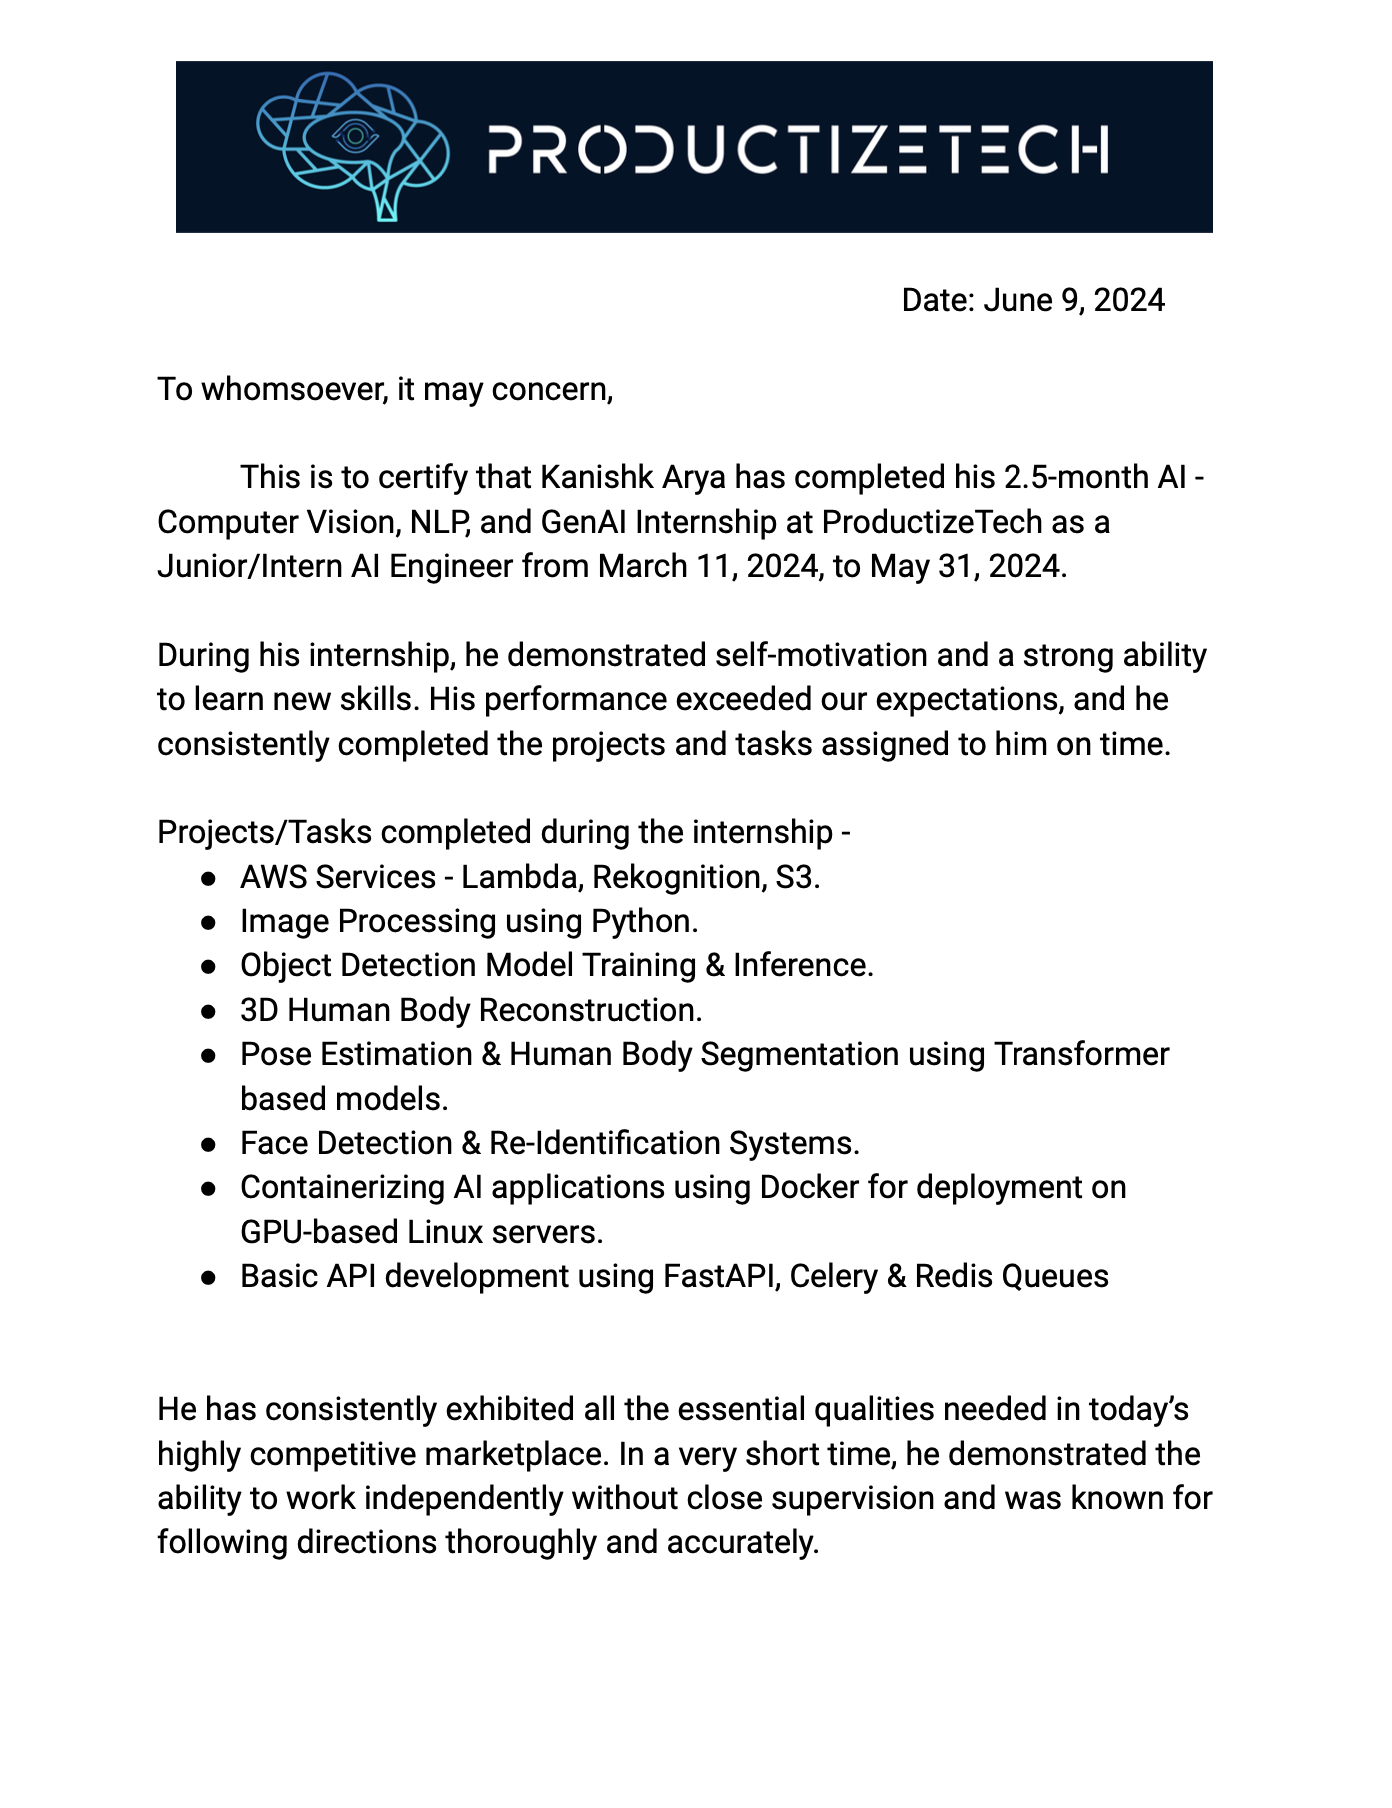 PRODUCTIZETECH
Date: June 9, 2024
To whomsoever, it may concern,
This is to certify that Kanishk Arya has completed his 2.5-month AI -
Computer Vision, NLP, and GenAI Internship at ProductizeTech as a
Junior/Intern AI Engineer from March 11, 2024, to May 31, 2024.
During his internship, he demonstrated self-motivation and a strong ability
to learn new skills. His performance exceeded our expectations, and he
consistently completed the projects and tasks assigned to him on time.
Projects/Tasks completed during the internship -
● AWS Services - Lambda, Rekognition, S3.
● Image Processing using Python.
● Object Detection Model Training & Inference.
● 3D Human Body Reconstruction.
● Pose Estimation & Human Body Segmentation using Transformer
based models.
● Face Detection & Re-Identification Systems.
● Containerizing AI applications using Docker for deployment on
GPU-based Linux servers.
● Basic API development using FastAPI, Celery & Redis Queues
He has consistently exhibited all the essential qualities needed in today’s
highly competitive marketplace. In a very short time, he demonstrated the
ability to work independently without close supervision and was known for
following directions thoroughly and accurately.